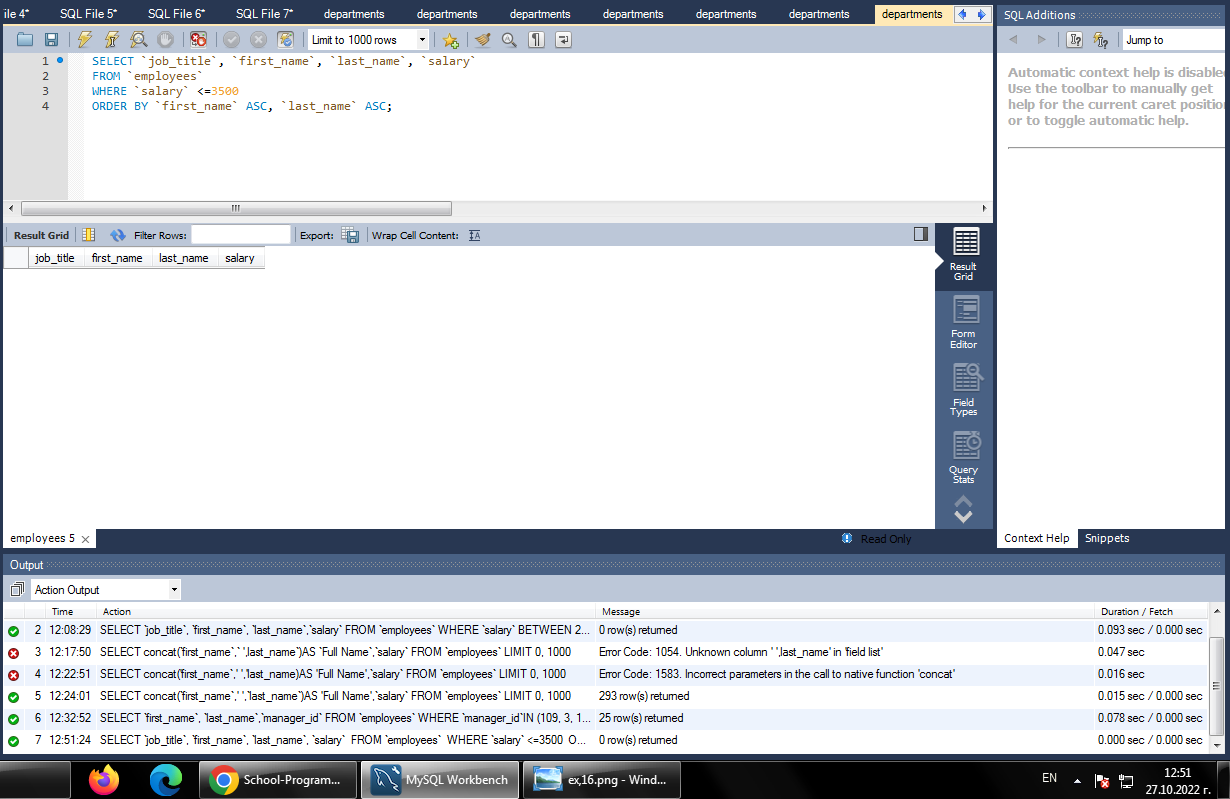 ile 4*
SQL File 5*
SQL File 6*
SQL File 7*
departments
departments
departments
departments
departments
departments
departments
SQL Additions
Limit to 1000 rows
Jump to
1 SELECT `job_title`, `first_name`, `last_name`, `salary`
2 FROM `employees`
3 WHERE `salary` <=3500
4 ORDER BY `first_name` ASC, `last_name` ASC;
Automatic context help is disabled
Use the toolbar to manually get
help for the current caret position
or to toggle automatic help.
Result Grid
Filter Rows:
Export:
Wrap Cell Content:
job_title first_name last_name salary
Result
Grid
Form
Editor
Field
Types
Query
Stats
employees 5
Read Only
Context Help
Snippets
Output
Action Output
Time Action Message Duration / Fetch
2 12:08:29 SELECT `job_title`, `first_name`, `last_name`,`salary` FROM `employees` WHERE `salary` BETWEEN 2... 0 row(s) returned 0.093 sec / 0.000 sec
3 12:17:50 SELECT concat(`first_name`,` ',`last_name`)AS `Full Name`,`salary` FROM `employees` LIMIT 0, 1000 Error Code: 1054. Unknown column ' ',last_name' in 'field list' 0.047 sec
4 12:22:51 SELECT concat(`first_name`,' ' `last_name)AS 'Full Name',`salary` FROM `employees` LIMIT 0, 1000 Error Code: 1583. Incorrect parameters in the call to native function 'concat' 0.016 sec
5 12:24:01 SELECT concat(`first_name`,' ',`last_name`)AS 'Full Name',`salary` FROM `employees` LIMIT 0, 1000 293 row(s) returned 0.015 sec / 0.000 sec
6 12:32:52 SELECT `first_name`, `last_name`,`manager_id` FROM `employees` WHERE `manager_id`IN (109, 3, 1... 25 row(s) returned 0.078 sec / 0.000 sec
7 12:51:24 SELECT `job_title`, `first_name`, `last_name`, `salary` FROM `employees` WHERE `salary` <=3500 O... 0 row(s) returned 0.000 sec / 0.000 sec
School-Program...
MySQL Workbench
ex,16.png - Wind...
EN
12:51
27.10.2022 г.